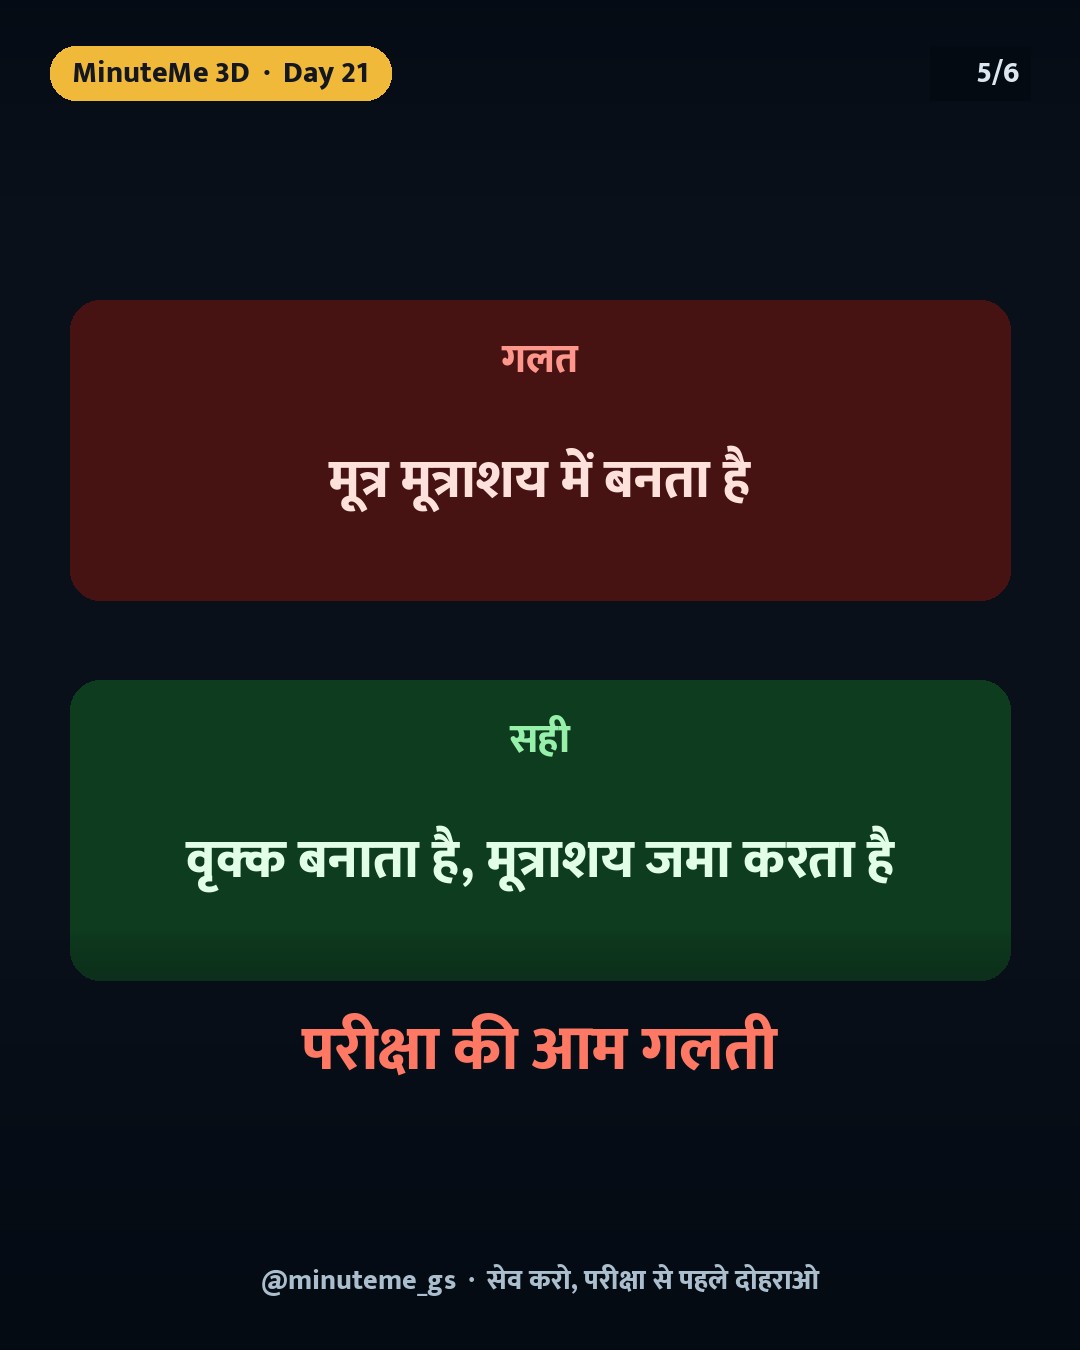 MinuteMe 3D · Day 21
5/6
गलत
मूत्र मूत्राशय में बनता है
सही
वृक्क बनाता है, मूत्राशय जमा करता है
परीक्षा की आम गलती
@minuteme_gs · सेव करो, परीक्षा से पहले दोहराओ